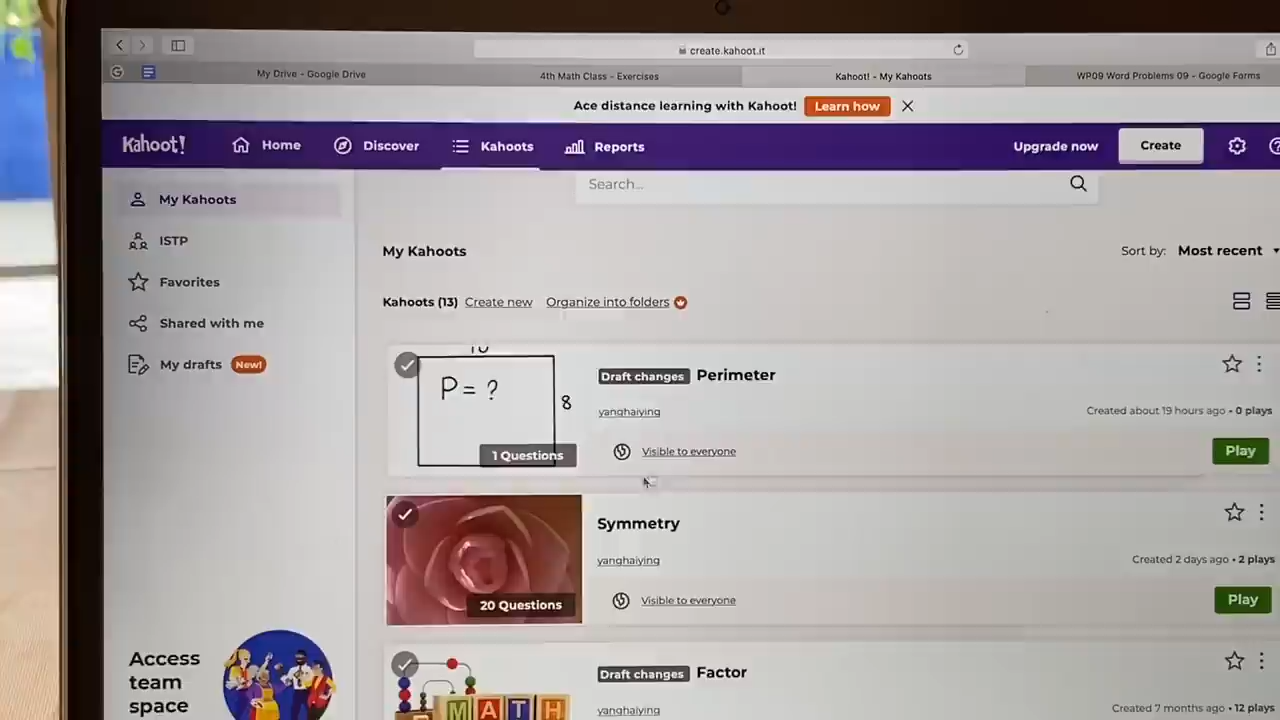 create.kahoot.it
My Drive - Google Drive
4th Math Class - Exercises
Kahoot! - My Kahoots
WP09 Word Problems 09 - Google Forms
Ace distance learning with Kahoot! Learn how
Kahoot!
Home
Discover
Kahoots
Reports
Upgrade now
Create
My Kahoots
ISTP
Favorites
Shared with me
My drafts New!
Access
team
space
Search...
My Kahoots
Sort by: Most recent
Kahoots (13) Create new Organize into folders
10
P = ?
8
1 Questions
Draft changes Perimeter
yanghaiying
Created about 19 hours ago • 0 plays
Visible to everyone
Play
20 Questions
Symmetry
yanghaiying
Created 2 days ago • 2 plays
Visible to everyone
Play
MATH
Draft changes Factor
yanghaiying
Created 7 months ago • 12 plays